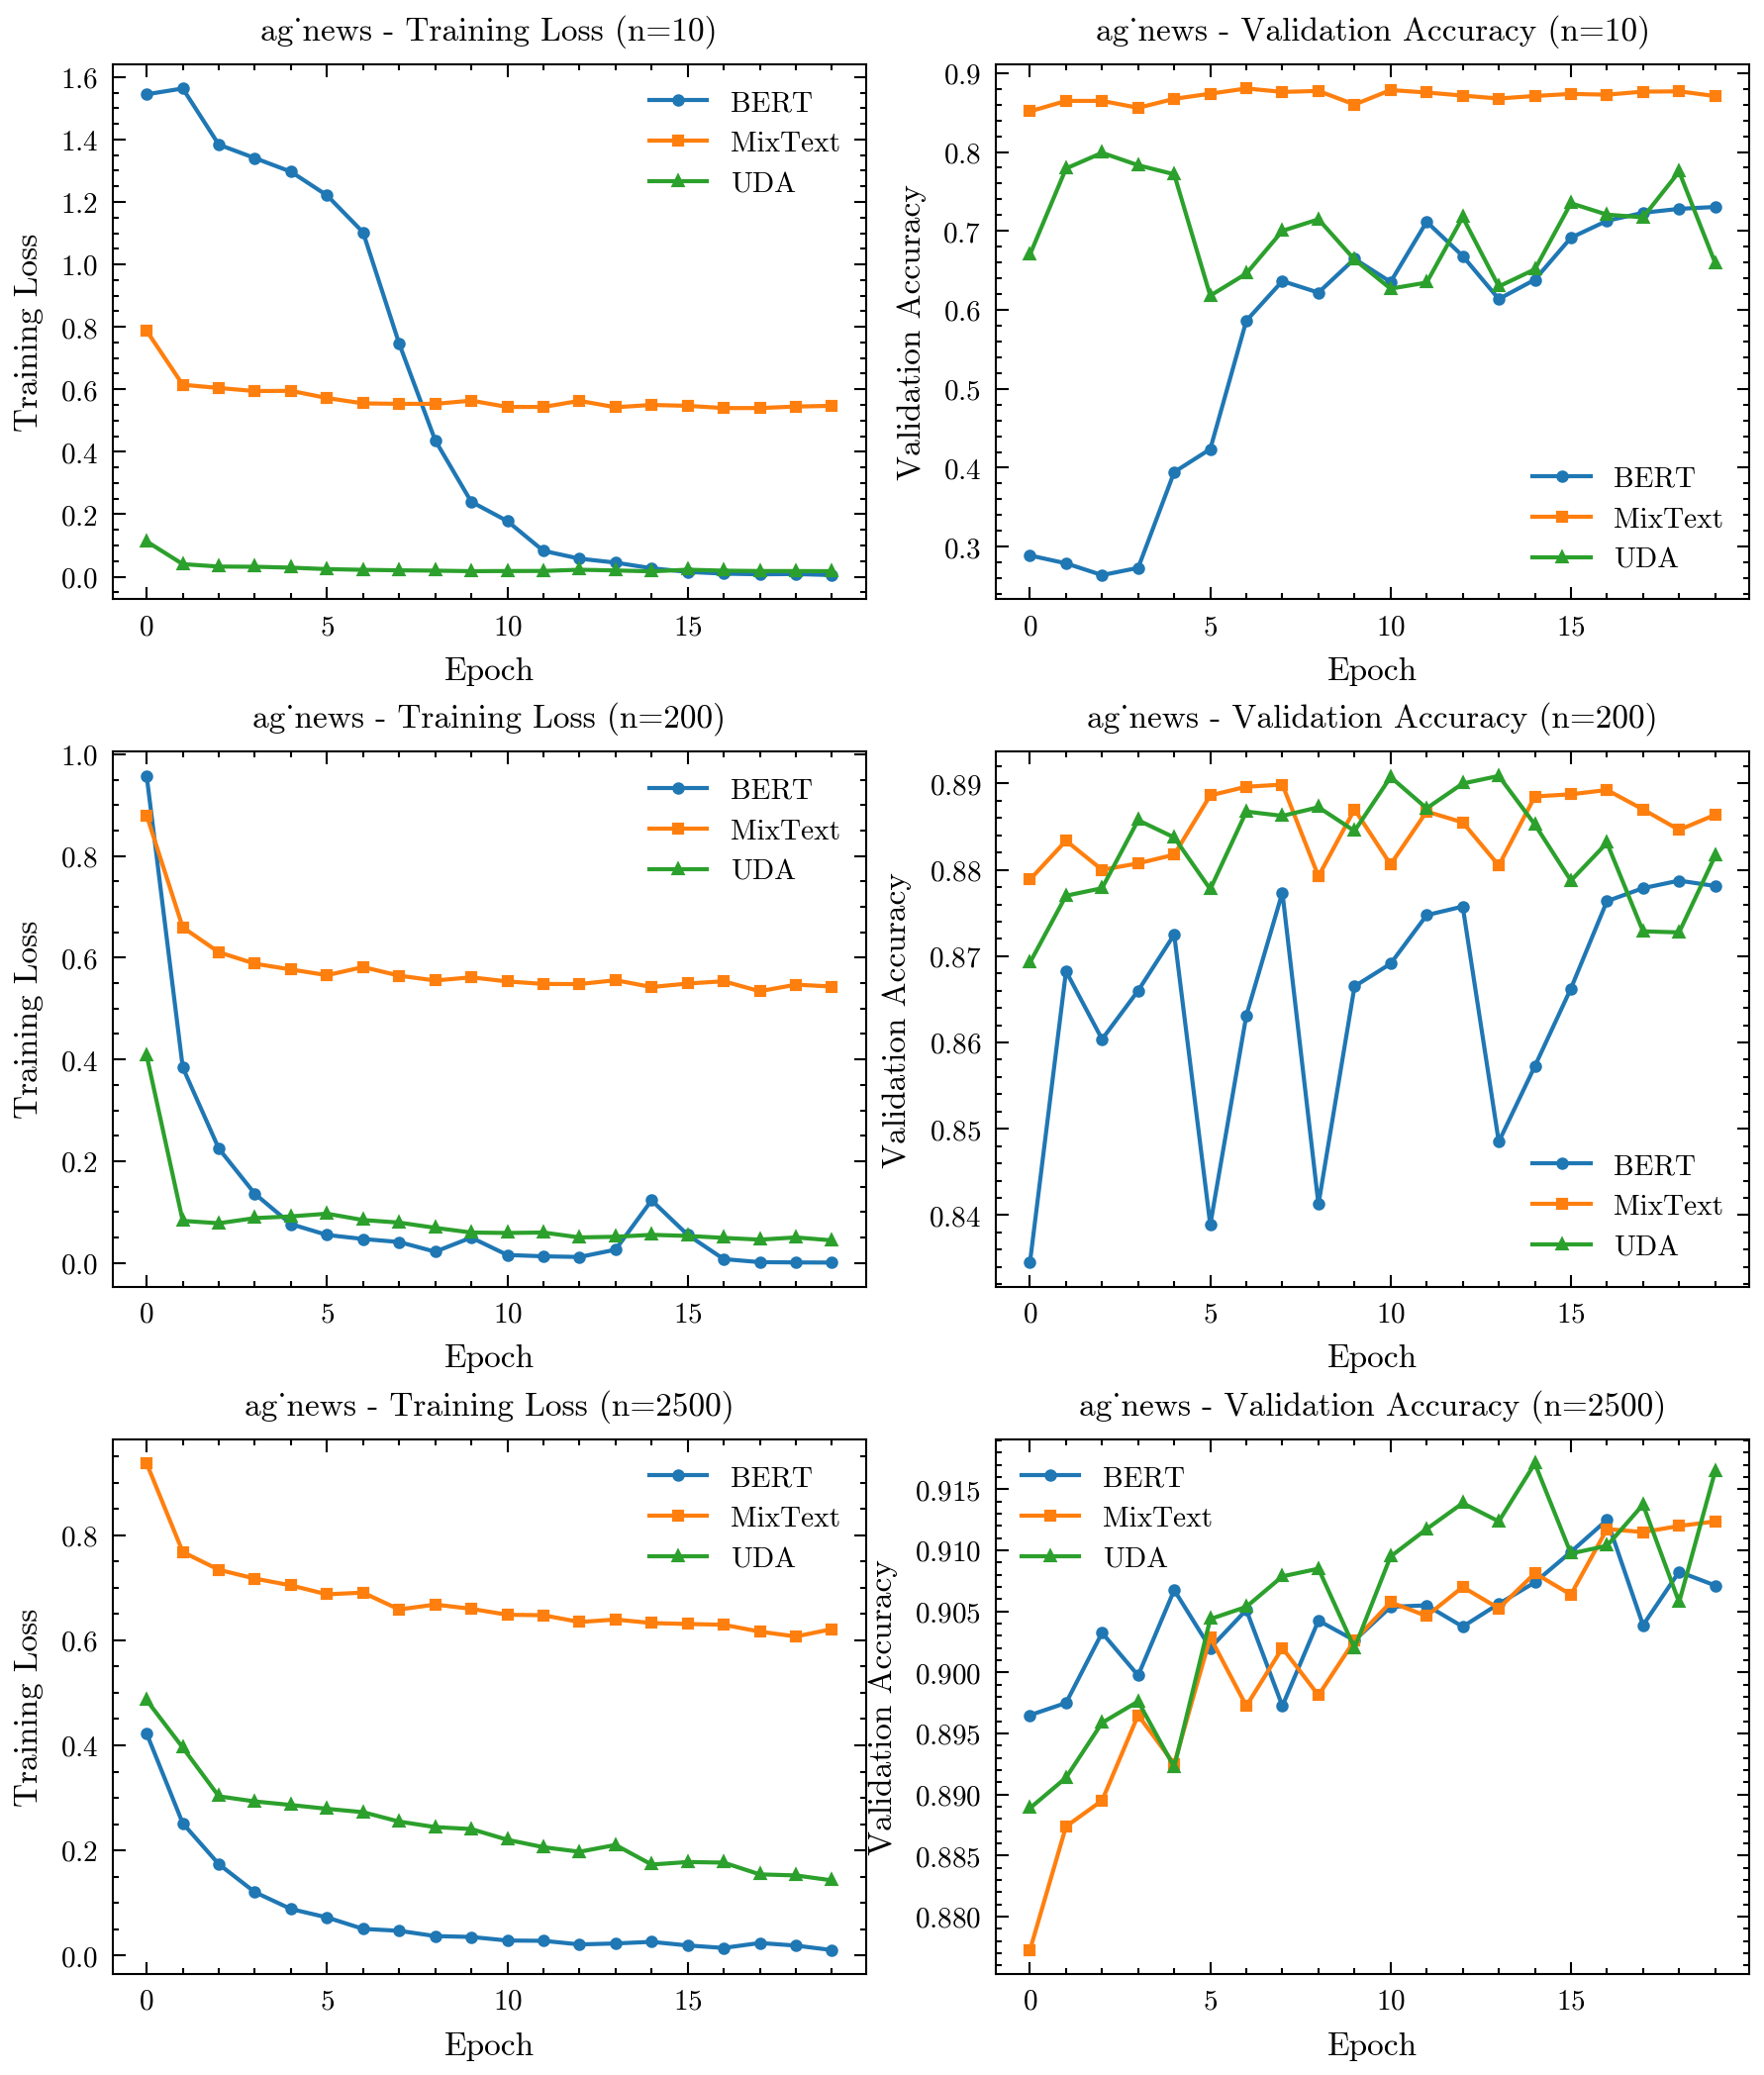 ag˙news - Training Loss (n=10)
1.6
1.4
1.2
1.0
0.8
0.6
0.4
0.2
0.0
Training Loss
BERT
MixText
UDA
0 5 10 15
Epoch
ag˙news - Validation Accuracy (n=10)
0.9
0.8
0.7
0.6
0.5
0.4
0.3
Validation Accuracy
BERT
MixText
UDA
0 5 10 15
Epoch
ag˙news - Training Loss (n=200)
1.0
0.8
0.6
0.4
0.2
0.0
Training Loss
BERT
MixText
UDA
0 5 10 15
Epoch
ag˙news - Validation Accuracy (n=200)
0.89
0.88
0.87
0.86
0.85
0.84
Validation Accuracy
BERT
MixText
UDA
0 5 10 15
Epoch
ag˙news - Training Loss (n=2500)
0.8
0.6
0.4
0.2
0.0
Training Loss
BERT
MixText
UDA
0 5 10 15
Epoch
ag˙news - Validation Accuracy (n=2500)
0.915
0.910
0.905
0.900
0.895
0.890
0.885
0.880
Validation Accuracy
BERT
MixText
UDA
0 5 10 15
Epoch